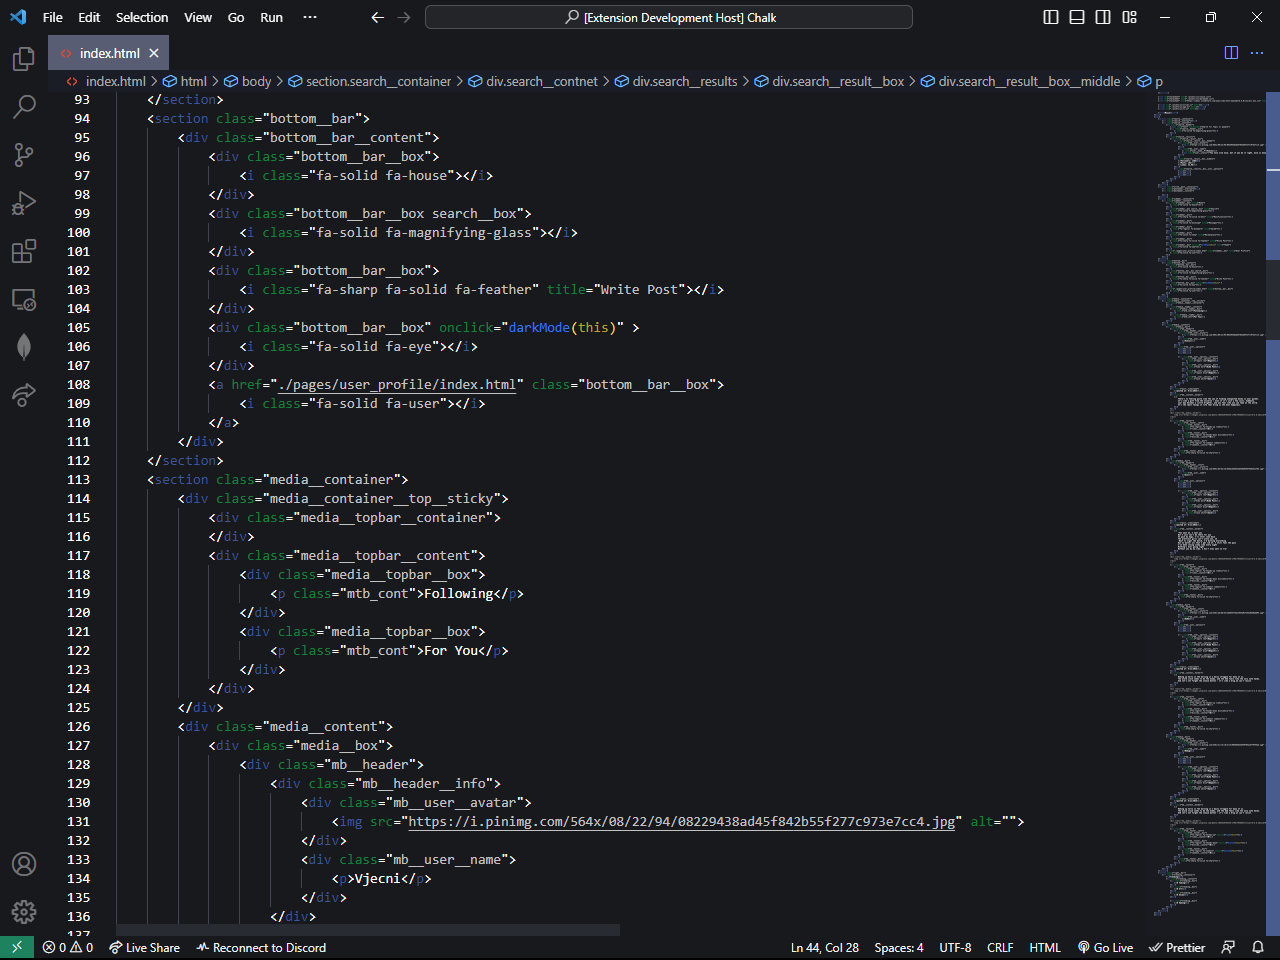 File Edit Selection View Go Run ··· [Extension Development Host] Chalk
<> index.html ×
<> index.html > html > body > section.search__container > div.search__contnet > div.search__results > div.search__result__box > div.search__result__box__middle > p
93 </section>
94 <section class="bottom__bar">
95 <div class="bottom__bar__content">
96 <div class="bottom__bar__box">
97 <i class="fa-solid fa-house"></i>
98 </div>
99 <div class="bottom__bar__box search__box">
100 <i class="fa-solid fa-magnifying-glass"></i>
101 </div>
102 <div class="bottom__bar__box">
103 <i class="fa-sharp fa-solid fa-feather" title="Write Post"></i>
104 </div>
105 <div class="bottom__bar__box" onclick="darkMode(this)" >
106 <i class="fa-solid fa-eye"></i>
107 </div>
108 <a href="./pages/user_profile/index.html" class="bottom__bar__box">
109 <i class="fa-solid fa-user"></i>
110 </a>
111 </div>
112 </section>
113 <section class="media__container">
114 <div class="media__container__top__sticky">
115 <div class="media__topbar__container">
116 </div>
117 <div class="media__topbar__content">
118 <div class="media__topbar__box">
119 <p class="mtb_cont">Following</p>
120 </div>
121 <div class="media__topbar__box">
122 <p class="mtb_cont">For You</p>
123 </div>
124 </div>
125 </div>
126 <div class="media__content">
127 <div class="media__box">
128 <div class="mb__header">
129 <div class="mb__header__info">
130 <div class="mb__user__avatar">
131 <img src="https://i.pinimg.com/564x/08/22/94/08229438ad45f842b55f277c973e7cc4.jpg" alt="">
132 </div>
133 <div class="mb__user__name">
134 <p>Vjecni</p>
135 </div>
136 </div>
137
0 0 Live Share Reconnect to Discord Ln 44, Col 28 Spaces: 4 UTF-8 CRLF HTML Go Live Prettier